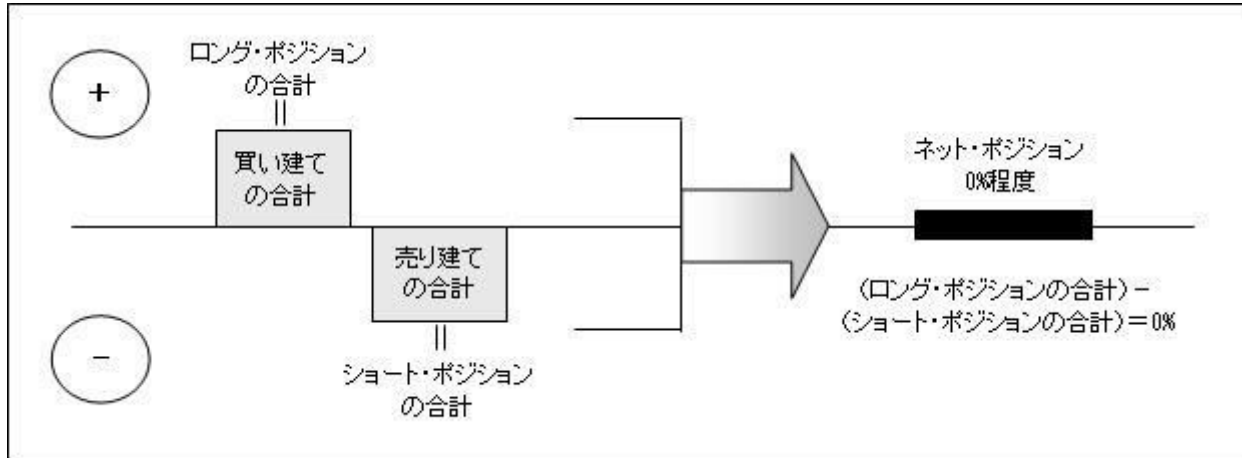 +
ロング・ポジション
の合計
||
買い建て
の合計
売り建て
の合計
||
ショート・ポジション
の合計
-
ネット・ポジション
0%程度
(ロング・ポジションの合計)-
(ショート・ポジションの合計)=0%